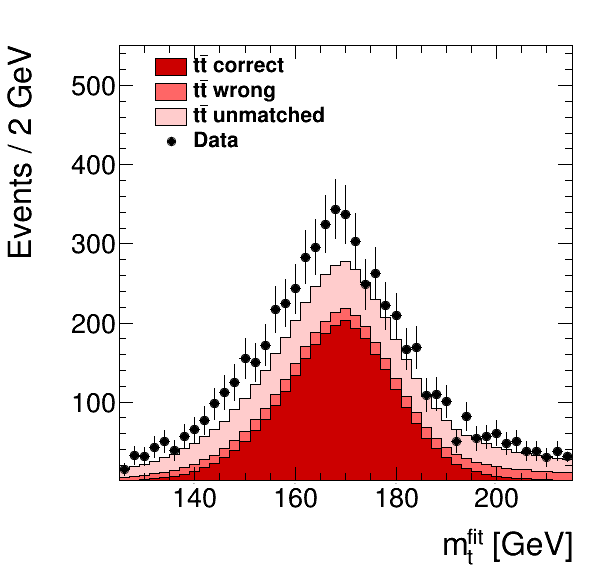 Events / 2 GeV
500
400
300
200
100
tt̄ correct
tt̄ wrong
tt̄ unmatched
Data
140 160 180 200
m_t^fit [GeV]